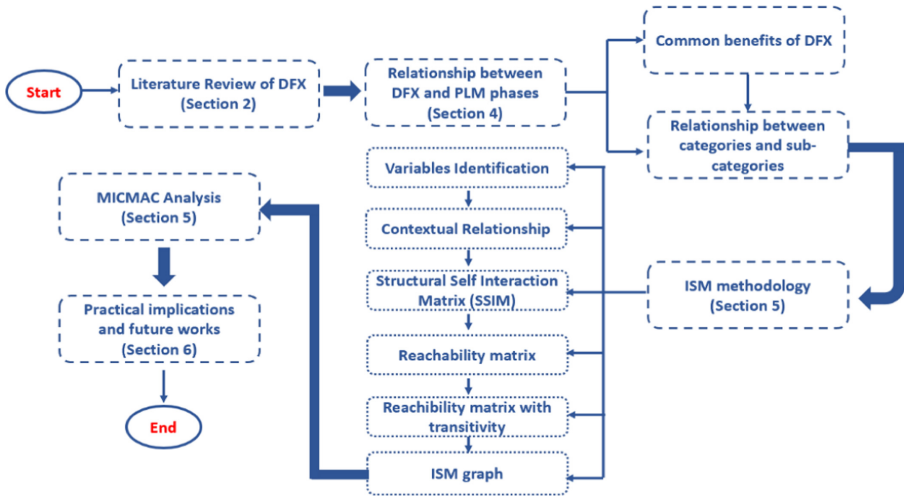 Start
Literature Review of DFX
(Section 2)
Relationship between
DFX and PLM phases
(Section 4)
Common benefits of DFX
Relationship between
categories and sub-
categories
ISM methodology
(Section 5)
Variables Identification
Contextual Relationship
Structural Self Interaction
Matrix (SSIM)
Reachability matrix
Reachibility matrix with
transitivity
ISM graph
MICMAC Analysis
(Section 5)
Practical implications
and future works
(Section 6)
End